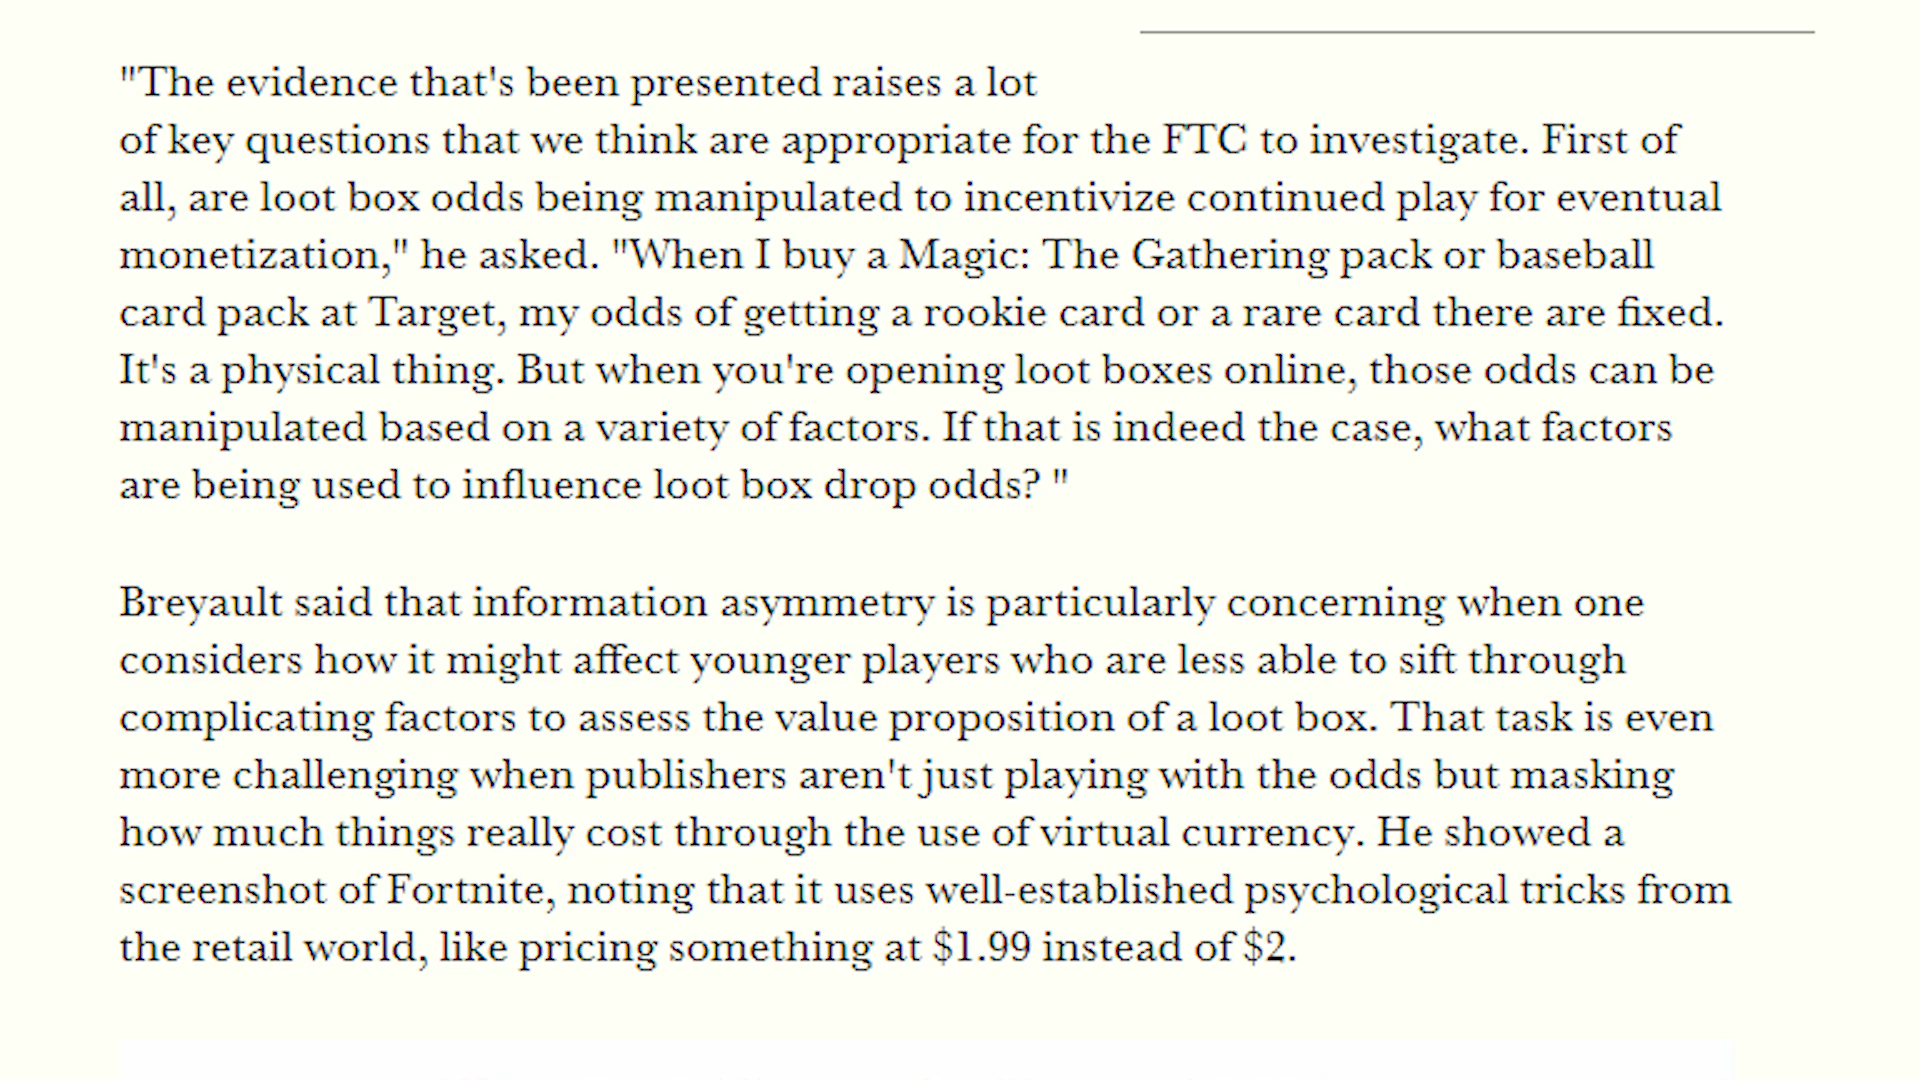 "The evidence that's been presented raises a lot
of key questions that we think are appropriate for the FTC to investigate. First of
all, are loot box odds being manipulated to incentivize continued play for eventual
monetization," he asked. "When I buy a Magic: The Gathering pack or baseball
card pack at Target, my odds of getting a rookie card or a rare card there are fixed.
It's a physical thing. But when you're opening loot boxes online, those odds can be
manipulated based on a variety of factors. If that is indeed the case, what factors
are being used to influence loot box drop odds? "
Breyault said that information asymmetry is particularly concerning when one
considers how it might affect younger players who are less able to sift through
complicating factors to assess the value proposition of a loot box. That task is even
more challenging when publishers aren't just playing with the odds but masking
how much things really cost through the use of virtual currency. He showed a
screenshot of Fortnite, noting that it uses well-established psychological tricks from
the retail world, like pricing something at $1.99 instead of $2.